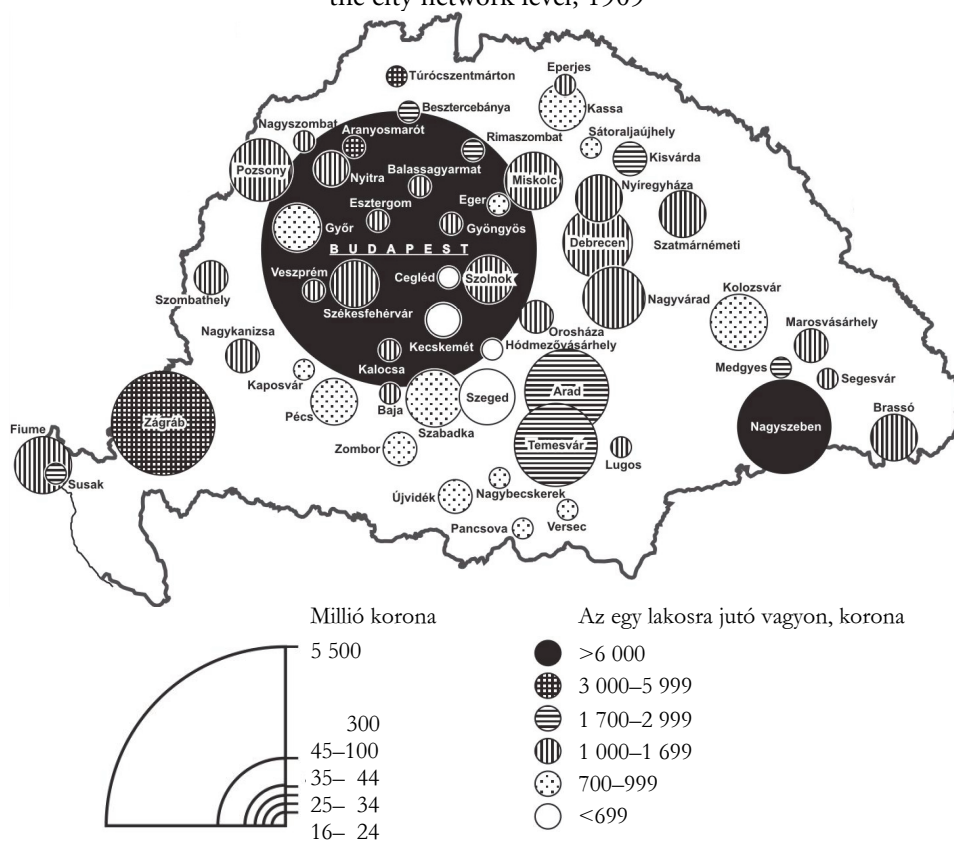 the city network level, 1909
Túrócszentmárton
Eperjes
Kassa
Besztercebánya
Nagyszombat
Aranyosmarót
Rimaszombat
Sátoraljaújhely
Kisvárda
Pozsony
Nyitra
Balassagyarmat
Miskolc
Nyíregyháza
Esztergom
Eger
Győr
Gyöngyös
Debrecen
Szatmárnémeti
BUDAPEST
Veszprém
Cegléd
Szolnok
Szombathely
Székesfehérvár
Nagyvárad
Kolozsvár
Nagykanizsa
Kecskemét
Orosháza
Hódmezővásárhely
Marosvásárhely
Kalocsa
Medgyes
Segesvár
Kaposvár
Pécs
Baja
Szabadka
Szeged
Arad
Zágráb
Nagyszeben
Brassó
Fiume
Susak
Zombor
Temesvár
Lugos
Újvidék
Nagybecskerek
Pancsova
Versec
Millió korona
5 500
300
45–100
35– 44
25– 34
16– 24
Az egy lakosra jutó vagyon, korona
>6 000
3 000–5 999
1 700–2 999
1 000–1 699
700–999
<699